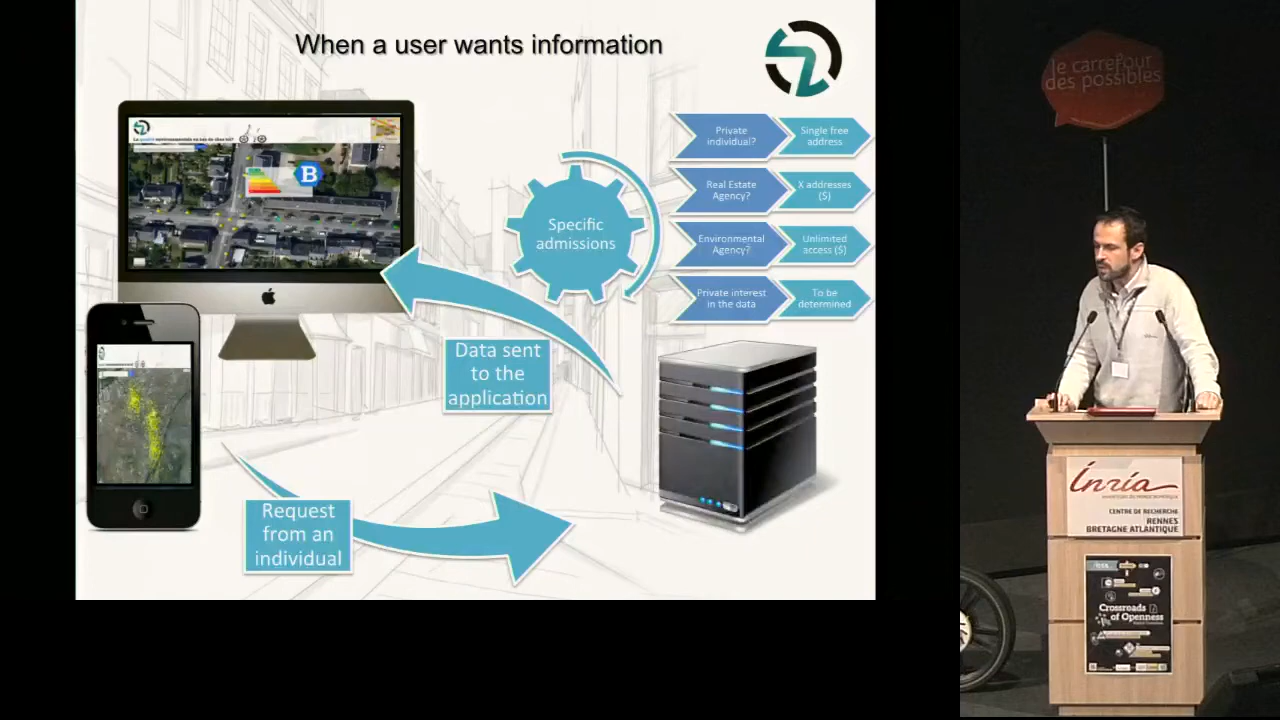 When a user wants information
B
Private
individual?
Single free
address
Real Estate
Agency?
X addresses
($)
Environmental
Agency?
Unlimited
access ($)
Private interest
in the data
To be
determined
Specific
admissions
Data sent
to the
application
Request
from an
individual
le carrefour
des possibles
inria
CENTRE DE RECHERCHE
RENNES
BRETAGNE ATLANTIQUE
Crossroads
of Openness